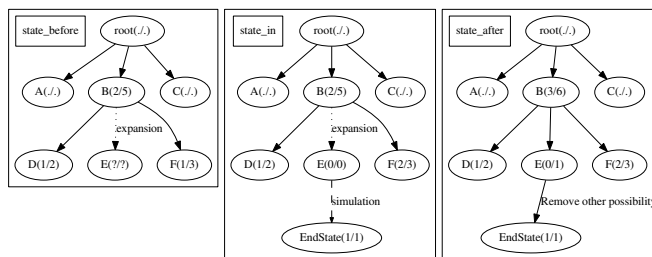 state_before
root(./.)
A(./.)
B(2/5)
C(./.)
expansion
D(1/2)
E(?/?)
F(1/3)
state_in
root(./.)
A(./.)
B(2/5)
C(./.)
expansion
D(1/2)
E(0/0)
F(2/3)
simulation
EndState(1/1)
state_after
root(./.)
A(./.)
B(3/6)
C(./.)
D(1/2)
E(0/1)
F(2/3)
Remove other possibility
EndState(1/1)